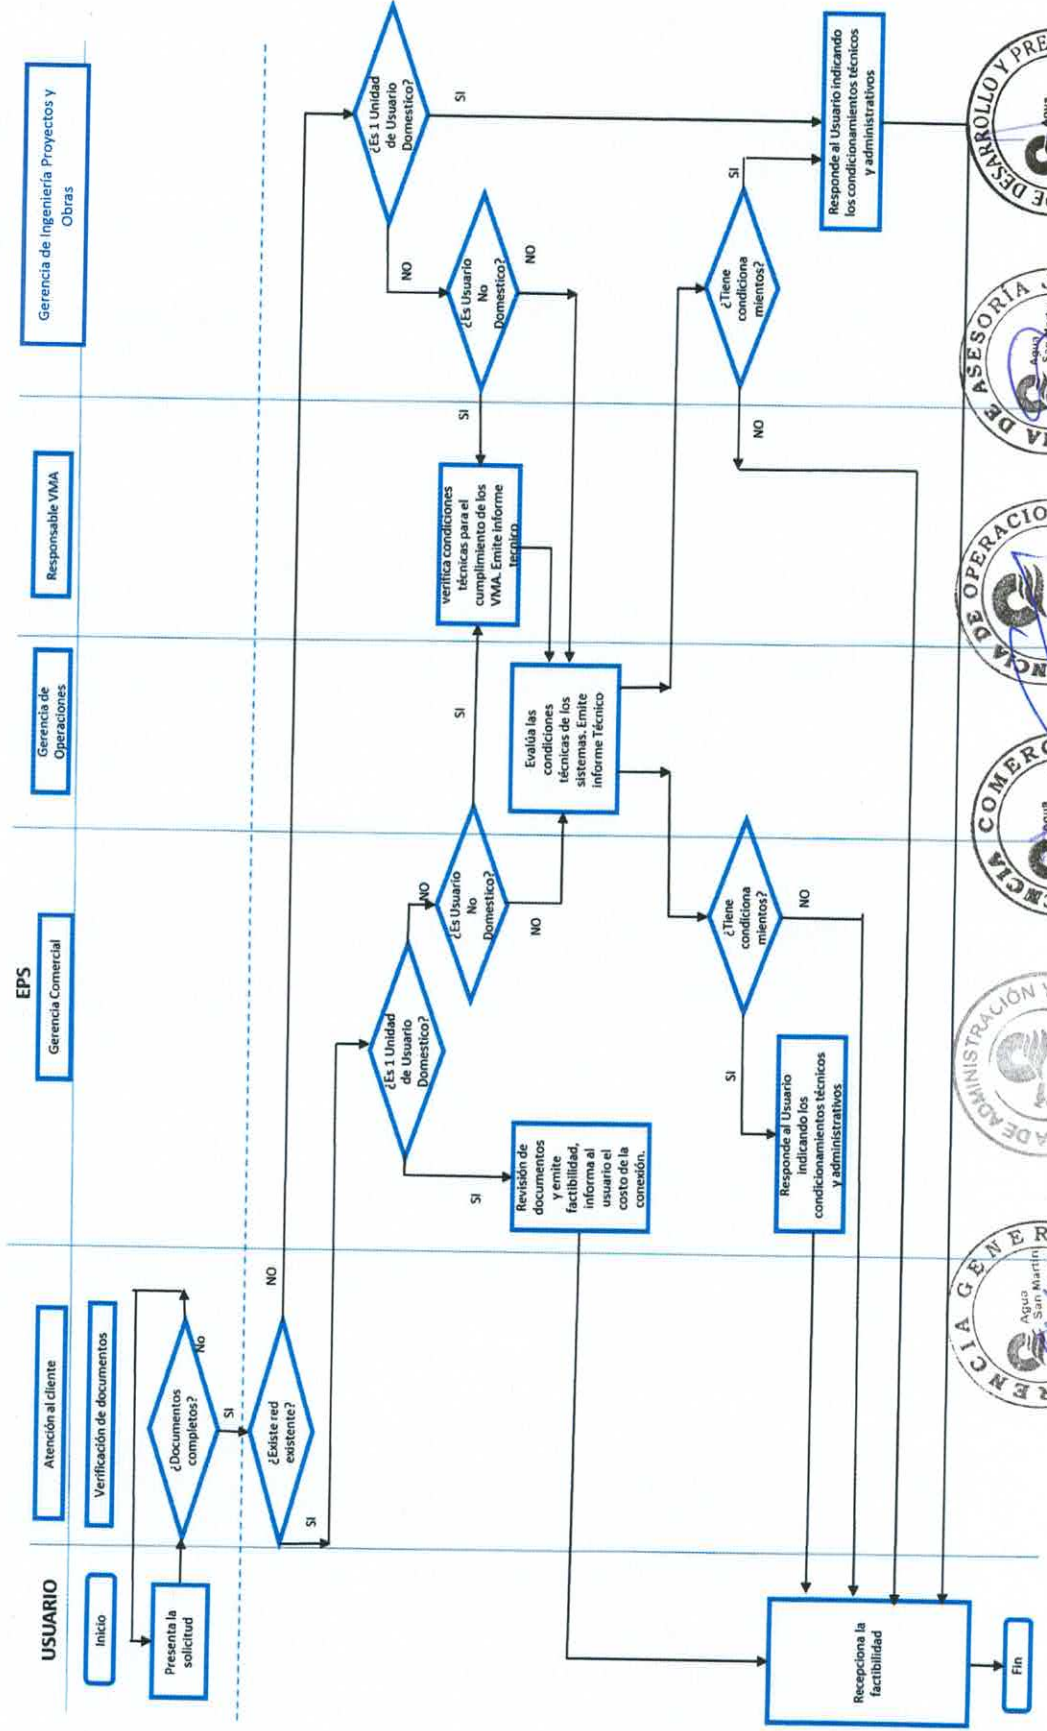 USUARIO
EPS
Atención al cliente
Gerencia Comercial
Gerencia de
Operaciones
Responsable VMA
Gerencia de Ingeniería Proyectos y
Obras
Inicio
Verificación de documentos
Presenta la
solicitud
¿Documentos
completos?
No
SI
¿Existe red
existente?
NO
SI
¿Es 1 Unidad
de Usuario
Domestico?
NO
SI
¿Es Usuario
No
Domestico?
SI
NO
Revisión de
documentos
y emite
factibilidad,
informa al
usuario el
costo de la
conexión.
verifica condiciones
técnicas para el
cumplimiento de los
VMA. Emite informe
tecnico
Evalúa las
condiciones
técnicas de los
sistemas. Emite
informe Técnico
¿Es 1 Unidad
de Usuario
Domestico?
SI
NO
¿Es Usuario
No
Domestico?
SI
NO
¿Tiene
condiciona
mientos?
SI
NO
Responde al Usuario
indicando los
condicionamientos técnicos
y administrativos
¿Tiene
condiciona
mientos?
SI
NO
Responde al Usuario indicando
los condicionamientos técnicos
y administrativos
Recepciona la
factibilidad
Fin
Agua
San Martín